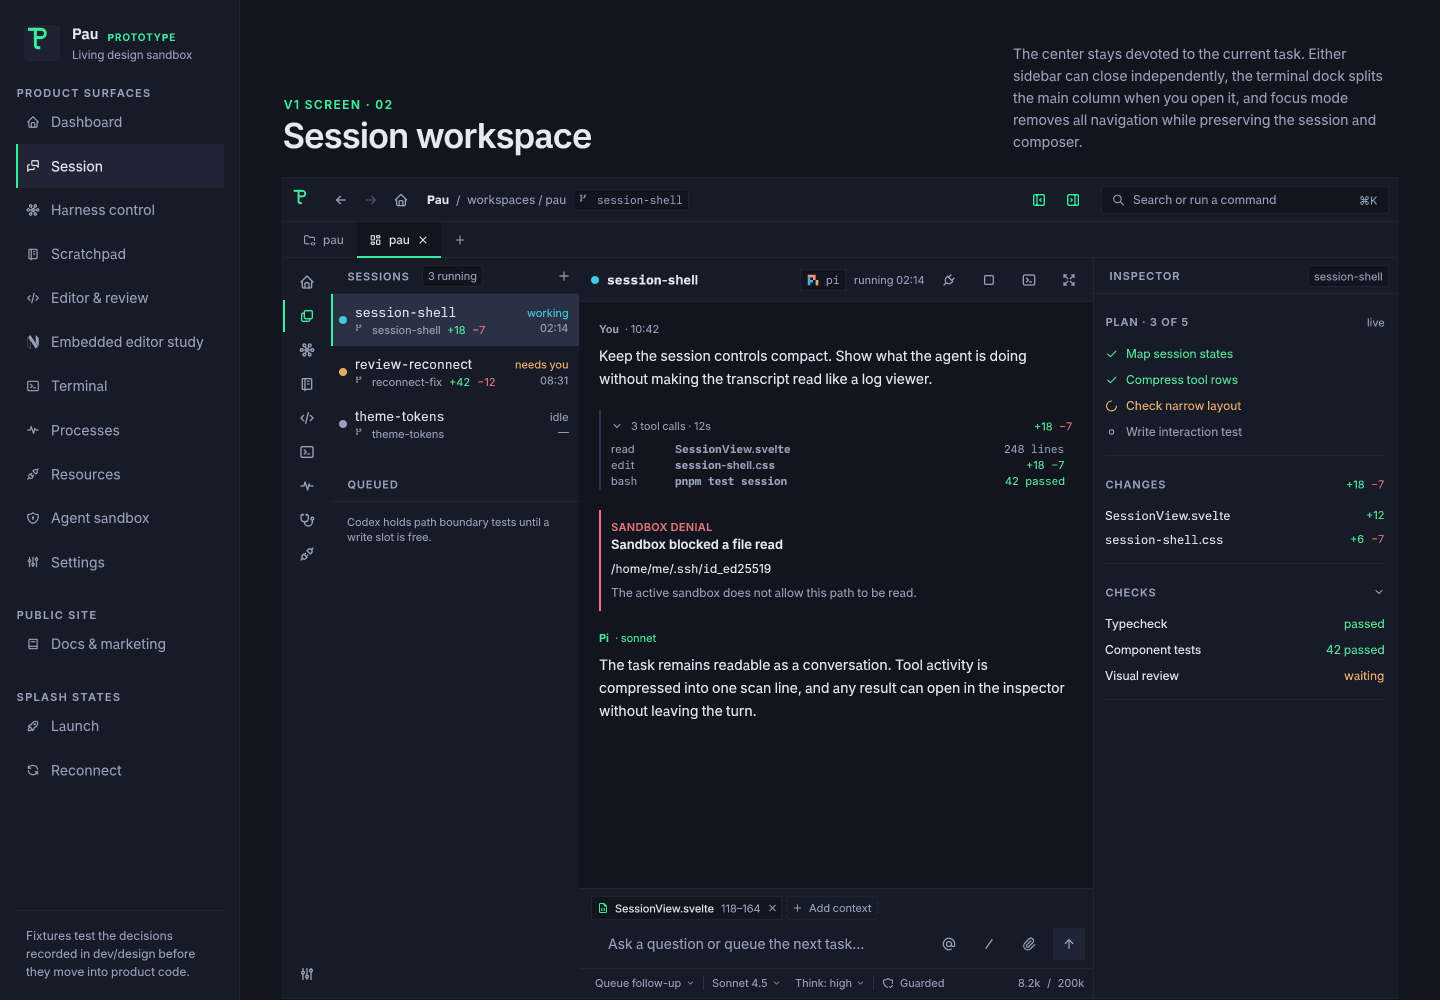 Pau PROTOTYPE
Living design sandbox
PRODUCT SURFACES
Dashboard
Session
Harness control
Scratchpad
Editor & review
Embedded editor study
Terminal
Processes
Resources
Agent sandbox
Settings
PUBLIC SITE
Docs & marketing
SPLASH STATES
Launch
Reconnect
Fixtures test the decisions
recorded in dev/design before
they move into product code.
V1 SCREEN · 02
Session workspace
The center stays devoted to the current task. Either
sidebar can close independently, the terminal dock splits
the main column when you open it, and focus mode
removes all navigation while preserving the session and
composer.
Pau / workspaces / pau session-shell
Search or run a command ⌘K
pau
pau
SESSIONS 3 running
session-shell working
session-shell +18 −7 02:14
review-reconnect needs you
reconnect-fix +42 −12 08:31
theme-tokens idle
theme-tokens —
QUEUED
Codex holds path boundary tests until a
write slot is free.
session-shell pi running 02:14
You · 10:42
Keep the session controls compact. Show what the agent is doing
without making the transcript read like a log viewer.
3 tool calls · 12s +18 −7
read SessionView.svelte 248 lines
edit session-shell.css +18 −7
bash pnpm test session 42 passed
SANDBOX DENIAL
Sandbox blocked a file read
/home/me/.ssh/id_ed25519
The active sandbox does not allow this path to be read.
Pi · sonnet
The task remains readable as a conversation. Tool activity is
compressed into one scan line, and any result can open in the inspector
without leaving the turn.
SessionView.svelte 118–164 Add context
Ask a question or queue the next task...
Queue follow-up Sonnet 4.5 Think: high Guarded 8.2k / 200k
INSPECTOR session-shell
PLAN · 3 OF 5 live
Map session states
Compress tool rows
Check narrow layout
Write interaction test
CHANGES +18 −7
SessionView.svelte +12
session-shell.css +6 −7
CHECKS
Typecheck passed
Component tests 42 passed
Visual review waiting